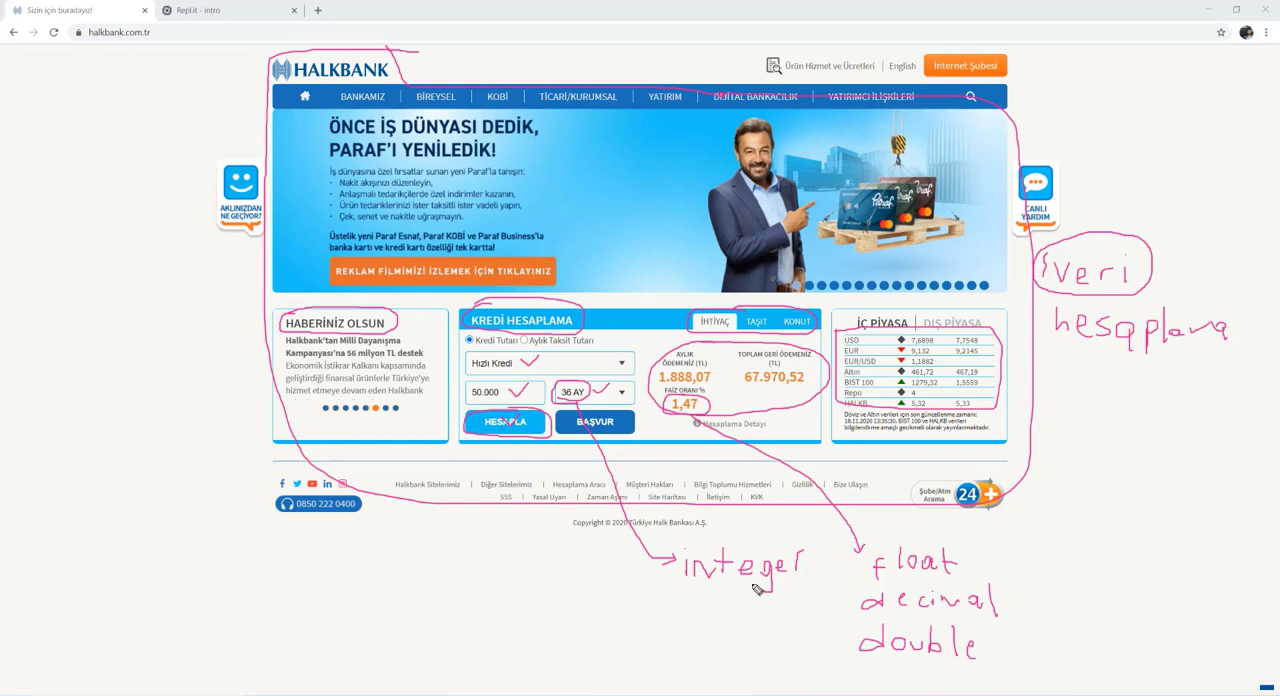 Sizin için buradayız!
Repl.it - intro
halkbank.com.tr
HALKBANK
Ürün Hizmet ve Ücretleri | English
İnternet Şubesi
BANKAMIZ | BİREYSEL | KOBİ | TİCARİ/KURUMSAL | YATIRIM | DİJİTAL BANKACILIK | YATIRIMCI İLİŞKİLERİ
ÖNCE İŞ DÜNYASI DEDİK,
PARAF'I YENİLEDİK!
İş dünyasına özel fırsatlar sunan yeni Paraf'la tanışın:
- Nakit akışınızı düzenleyin,
- Anlaşmalı tedarikçilerde özel indirimler kazanın,
- Ürün tedariklerinizi ister taksitli ister vadeli yapın,
- Çek, senet ve nakitle uğraşmayın.
Üstelik yeni Paraf Esnaf, Paraf KOBİ ve Paraf Business'la
banka kartı ve kredi kartı özelliği tek kartta!
REKLAM FİLMİMİZİ İZLEMEK İÇİN TIKLAYINIZ
Paraf
AKLINIZDAN
NE GEÇİYOR?
CANLI
YARDIM
veri
hesaplama
HABERİNİZ OLSUN
Halkbank'tan Milli Dayanışma
Kampanyası'na 56 milyon TL destek
Ekonomik İstikrar Kalkanı kapsamında
geliştirdiği finansal ürünlerle Türkiye'ye
hizmet etmeye devam eden Halkbank
KREDİ HESAPLAMA
İHTİYAÇ
TAŞIT
KONUT
Kredi Tutarı
Aylık Taksit Tutarı
Hızlı Kredi
50.000
36 AY
HESAPLA
BAŞVUR
AYLIK
ÖDEMENİZ (TL)
1.888,07
TOPLAM GERİ ÖDEMENİZ
(TL)
67.970,52
FAİZ ORANI %
1,47
Hesaplama Detayı
İÇ PİYASA | DIŞ PİYASA
USD 7,6898 7,7548
EUR 9,132 9,2145
EUR/USD 1,1882
Altın 461,72 467,19
BIST 100 1279,32 1,5559
Repo 4
HALKB 5,32 5,33
Döviz ve Altın verileri için son güncellenme zamanı:
18.11.2020 13:35:30. BIST 100 ve HALKB verileri
bilgilendirme amaçlı gecikmeli olarak yayınlanmaktadır.
Halkbank Sitelerimiz | Diğer Sitelerimiz | Hesaplama Aracı | Müşteri Hakları | Bilgi Toplumu Hizmetleri | Gizlilik | Bize Ulaşın
SSS | Yasal Uyarı | Zaman Aşımı | Site Haritası | İletişim | KVK
0850 222 0400
Şube/Atm
Arama
24
Copyright © 2020 Türkiye Halk Bankası A.Ş.
integer
float
decimal
double